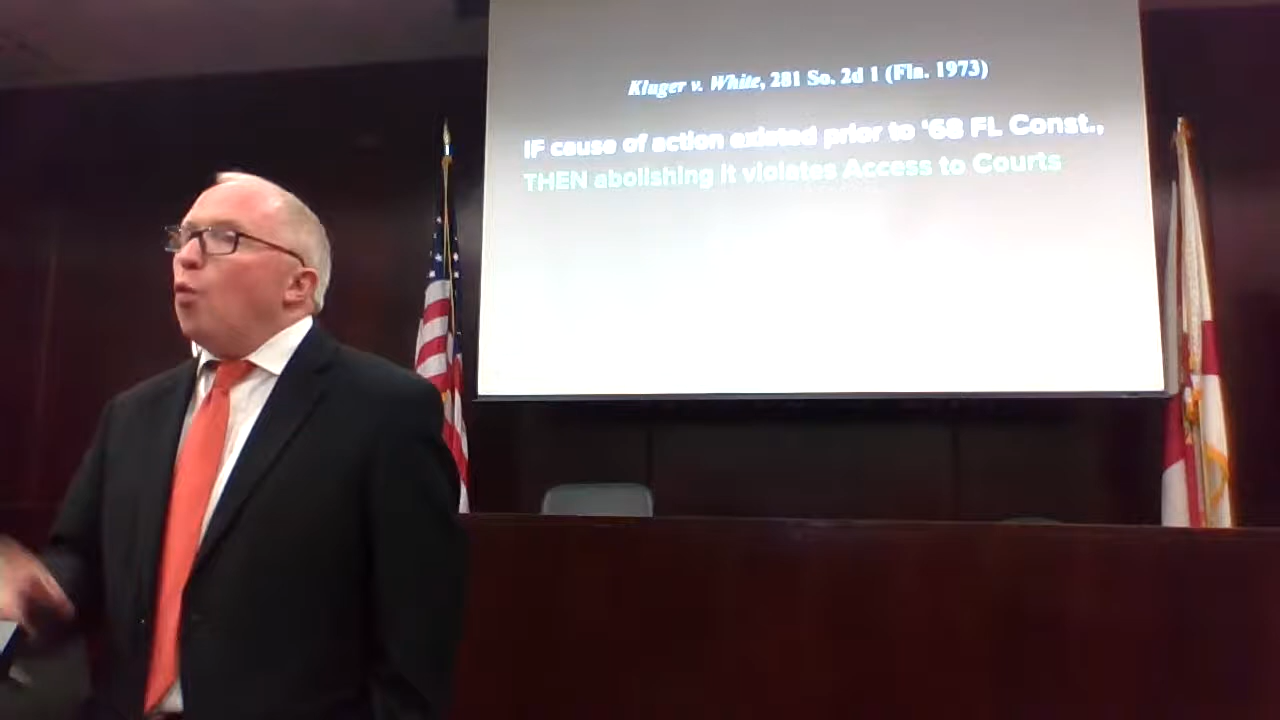 Kluger v. White, 281 So. 2d 1 (Fla. 1973)
IF cause of action existed prior to '68 FL Const.,
THEN abolishing it violates Access to Courts